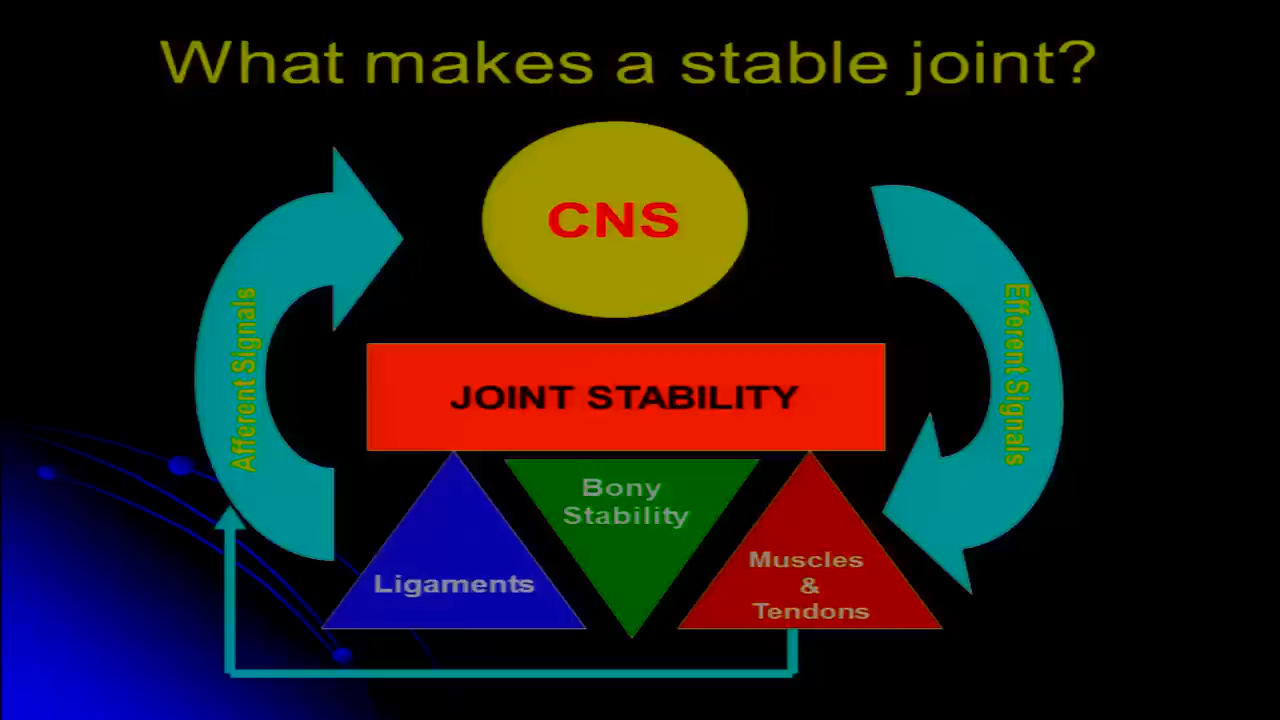 What makes a stable joint?
CNS
Afferent Signals
Efferent Signals
JOINT STABILITY
Bony
Stability
Ligaments
Muscles
&
Tendons